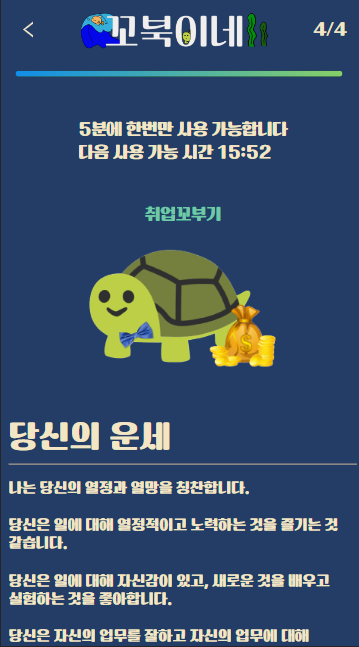 꼬북이네
4/4
5분에 한번만 사용 가능합니다
다음 사용 가능 시간 15:52
취업꼬부기
$
당신의 운세
나는 당신의 열정과 열망을 칭찬합니다.
당신은 일에 대해 열정적이고 노력하는 것을 즐기는 것
같습니다.
당신은 일에 대해 자신감이 있고, 새로운 것을 배우고
실험하는 것을 좋아합니다.
당신은 자신의 업무를 잘하고 자신의 업무에 대해